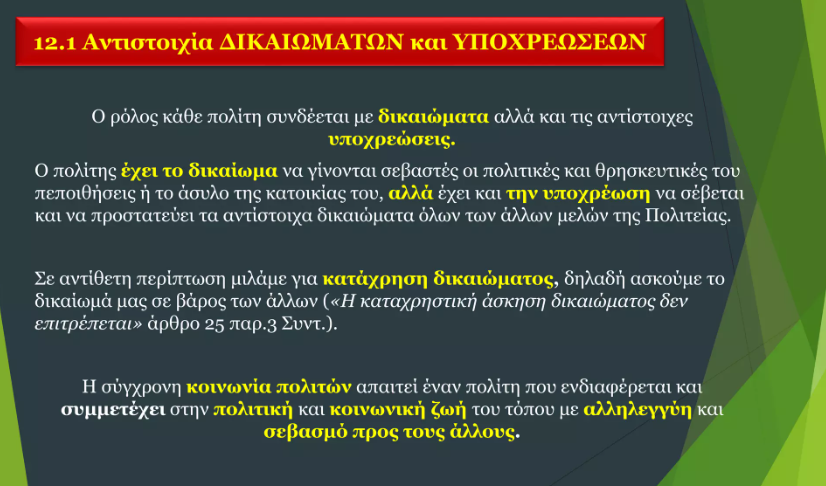 12.1 Αντιστοιχία ΔΙΚΑΙΩΜΑΤΩΝ και ΥΠΟΧΡΕΩΣΕΩΝ
Ο ρόλος κάθε πολίτη συνδέεται με δικαιώματα αλλά και τις αντίστοιχες
υποχρεώσεις.
Ο πολίτης έχει το δικαίωμα να γίνονται σεβαστές οι πολιτικές και θρησκευτικές του
πεποιθήσεις ή το άσυλο της κατοικίας του, αλλά έχει και την υποχρέωση να σέβεται
και να προστατεύει τα αντίστοιχα δικαιώματα όλων των άλλων μελών της Πολιτείας.
Σε αντίθετη περίπτωση μιλάμε για κατάχρηση δικαιώματος, δηλαδή ασκούμε το
δικαίωμά μας σε βάρος των άλλων («Η καταχρηστική άσκηση δικαιώματος δεν
επιτρέπεται» άρθρο 25 παρ.3 Συντ.).
Η σύγχρονη κοινωνία πολιτών απαιτεί έναν πολίτη που ενδιαφέρεται και
συμμετέχει στην πολιτική και κοινωνική ζωή του τόπου με αλληλεγγύη και
σεβασμό προς τους άλλους.